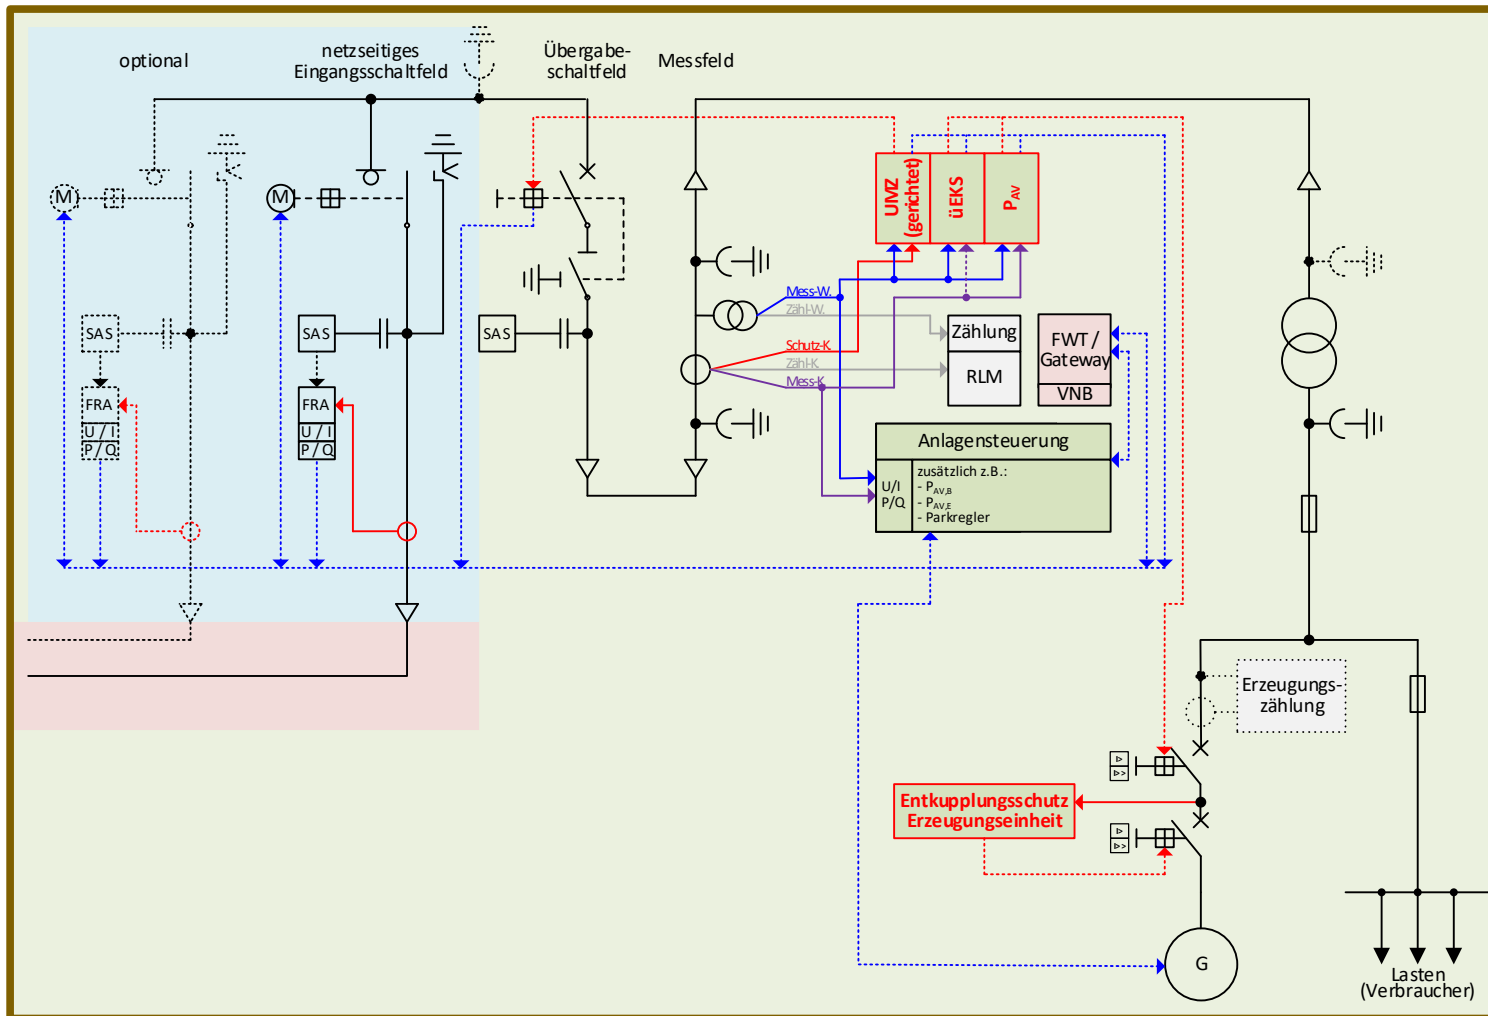 optional
netzseitiges
Eingangsschaltfeld
Übergabe-
schaltfeld
Messfeld
M
M
UMZ
(gerichtet)
üEKS
PAV
Mess-W.
Zähl-W.
Schutz-K.
Zähl-K.
Mess-K.
SAS
SAS
SAS
Zählung
RLM
FWT /
Gateway
VNB
FRA
U / I
P / Q
FRA
U / I
P / Q
Anlagensteuerung
U/I
P/Q
zusätzlich z.B.:
- PAV,B
- PAV,E
- Parkregler
Erzeugungs-
zählung
Entkupplungsschutz
Erzeugungseinheit
G
Lasten
(Verbraucher)